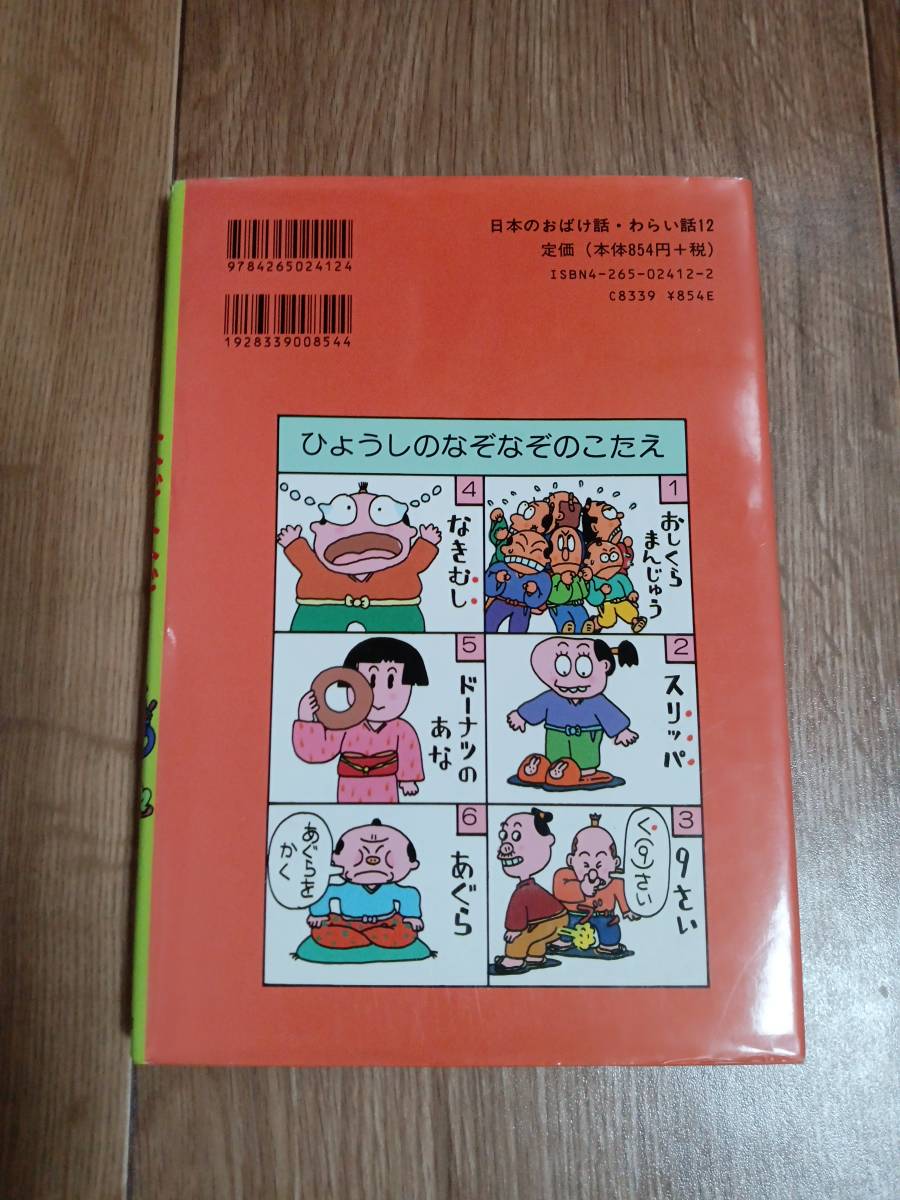 日本のおばけ話・わらい話12
定価(本体854円+税)
ISBN4-265-02412-2
C8339 ¥854E
9784265024124
1928339008544
ひょうしのなぞなぞのこたえ
1
おしくら
まんじゅう
2
スリッパ
3
9さい
く(9)さい
4
なきむし
5
ドーナツの
あな
6
あぐら
あぐらを
かく